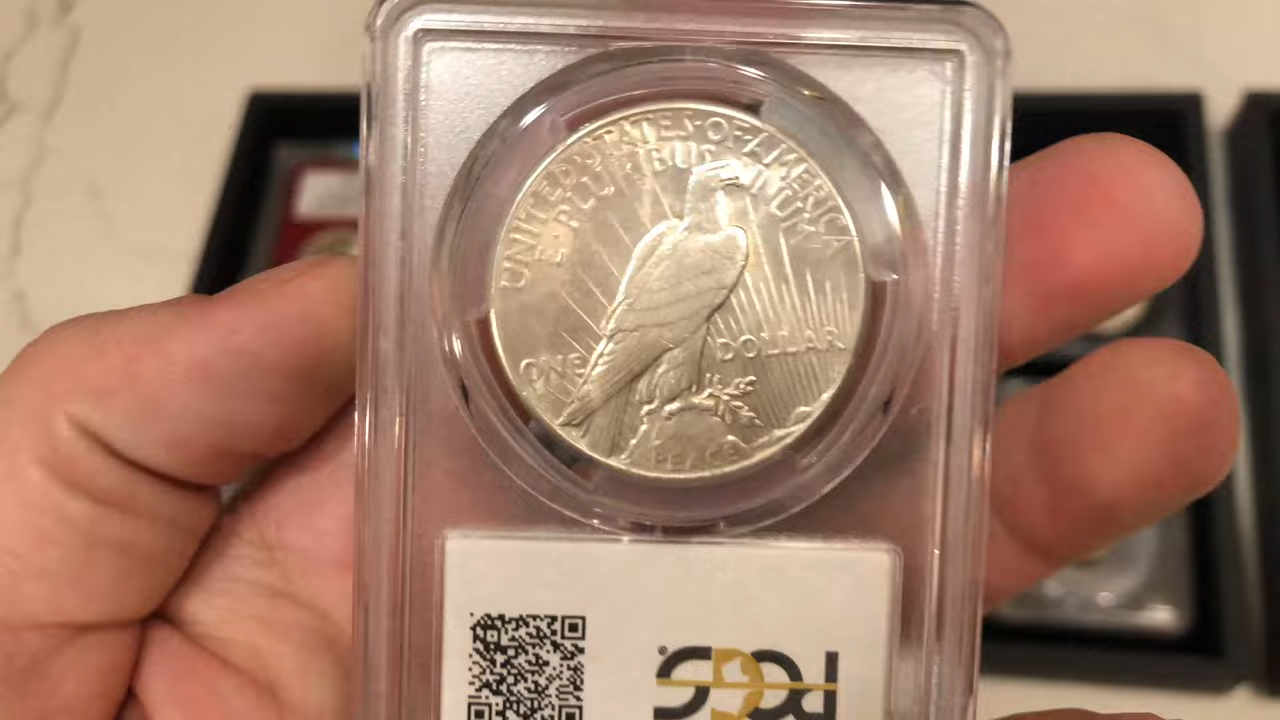 UNITED STATES OF AMERICA
E PLURIBUS UNUM
ONE DOLLAR
PEACE
PCGS